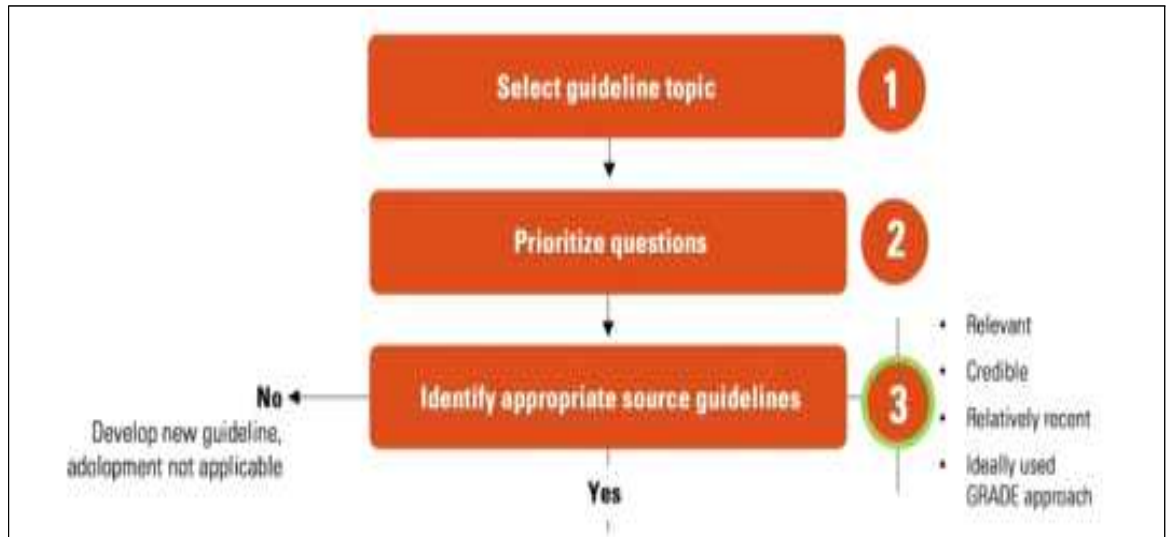 Select guideline topic
1
Prioritize questions
2
Identify appropriate source guidelines
3
• Relevant
• Credible
• Relatively recent
• Ideally used
GRADE approach
No
Develop new guideline,
adolopment not applicable
Yes